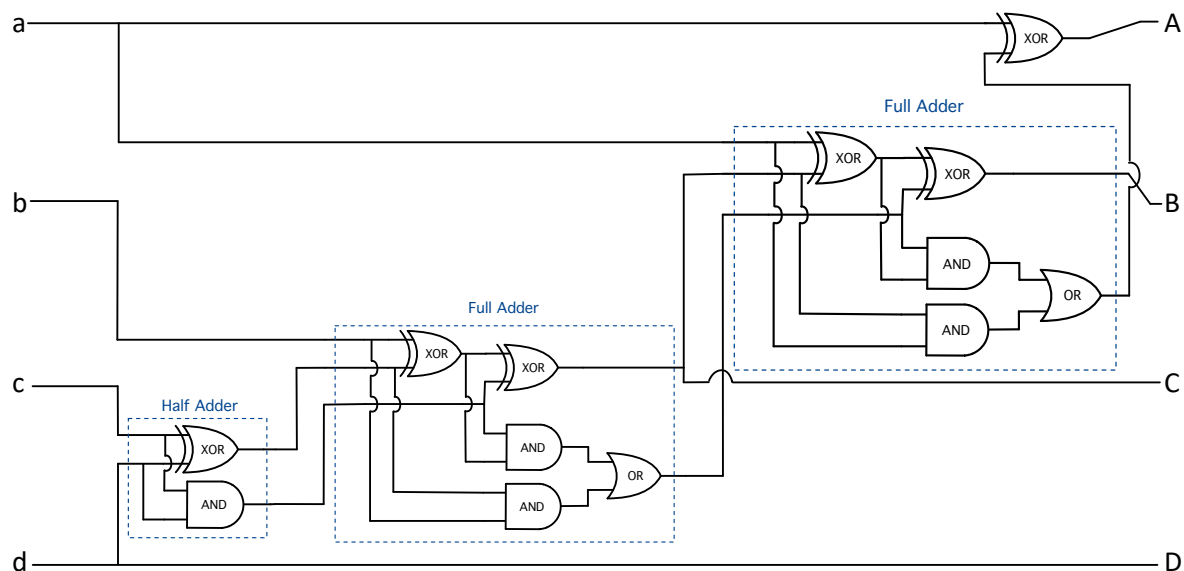 a
XOR
A
Full Adder
XOR
XOR
b
B
AND
OR
Full Adder
AND
XOR
XOR
c
C
Half Adder
XOR
AND
OR
AND
AND
d
D